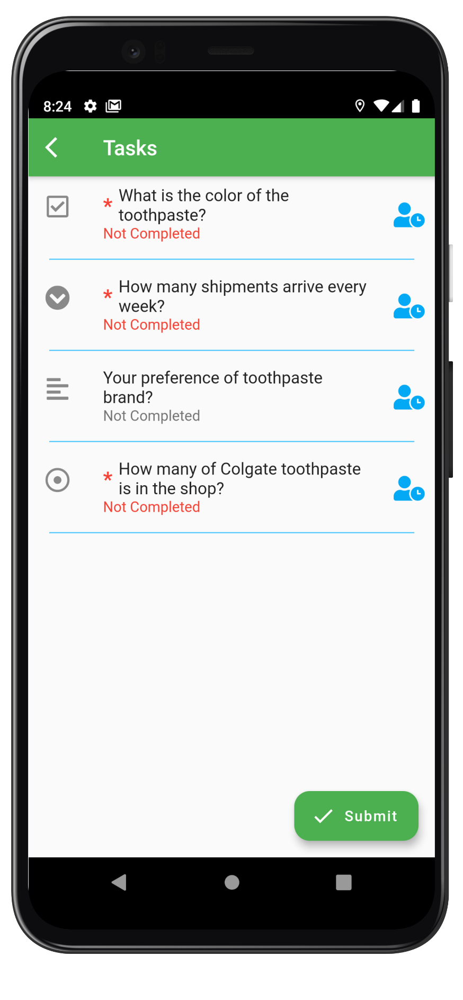 8:24
Tasks
* What is the color of the
toothpaste?
Not Completed
* How many shipments arrive every
week?
Not Completed
Your preference of toothpaste
brand?
Not Completed
* How many of Colgate toothpaste
is in the shop?
Not Completed
Submit